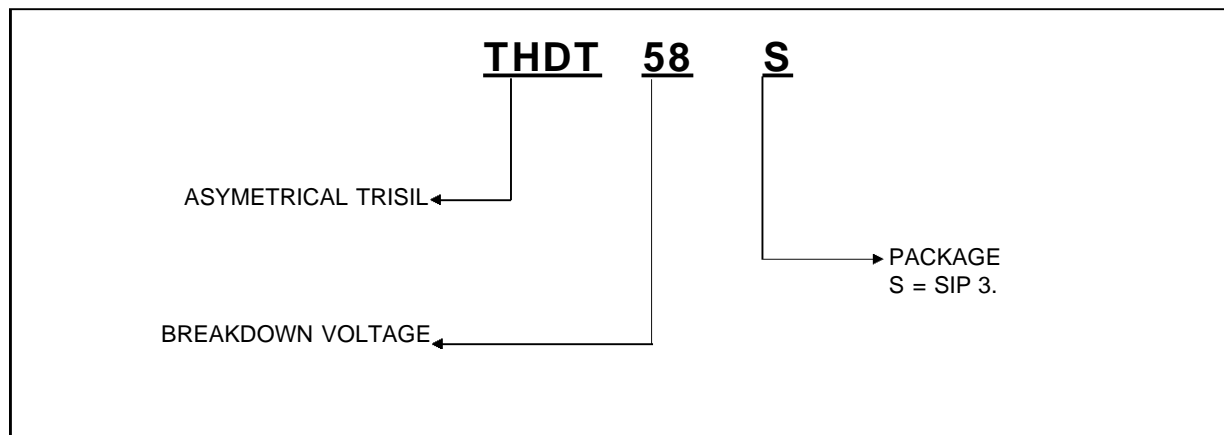 THDT 58 S
ASYMETRICAL TRISIL
PACKAGE
S = SIP 3.
BREAKDOWN VOLTAGE